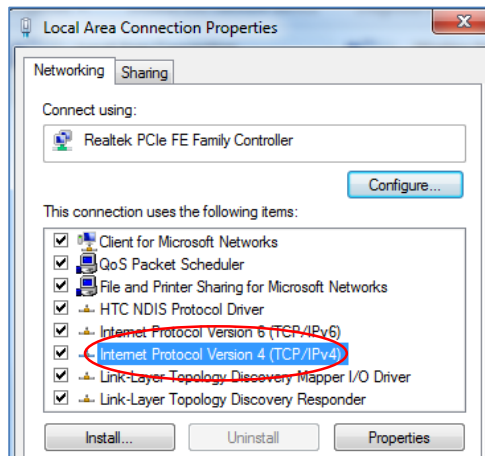 Local Area Connection Properties
Networking Sharing
Connect using:
Realtek PCIe FE Family Controller
Configure...
This connection uses the following items:
Client for Microsoft Networks
QoS Packet Scheduler
File and Printer Sharing for Microsoft Networks
HTC NDIS Protocol Driver
Internet Protocol Version 6 (TCP/IPv6)
Internet Protocol Version 4 (TCP/IPv4)
Link-Layer Topology Discovery Mapper I/O Driver
Link-Layer Topology Discovery Responder
Install... Uninstall Properties